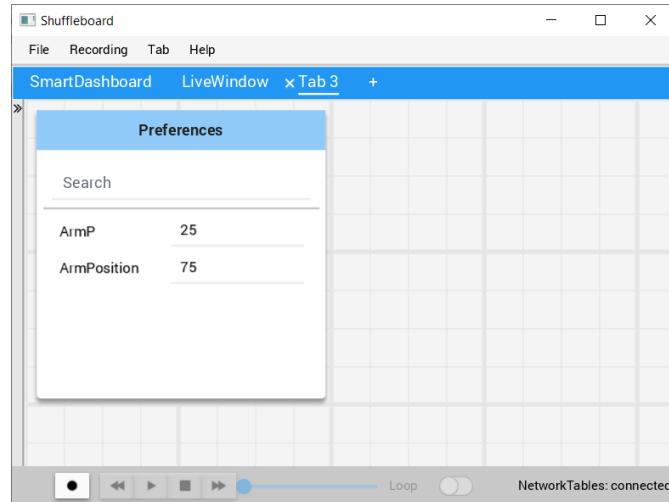 Shuffleboard
File Recording Tab Help
SmartDashboard LiveWindow Tab 3 +
Preferences
Search
ArmP 25
ArmPosition 75
Loop NetworkTables: connected